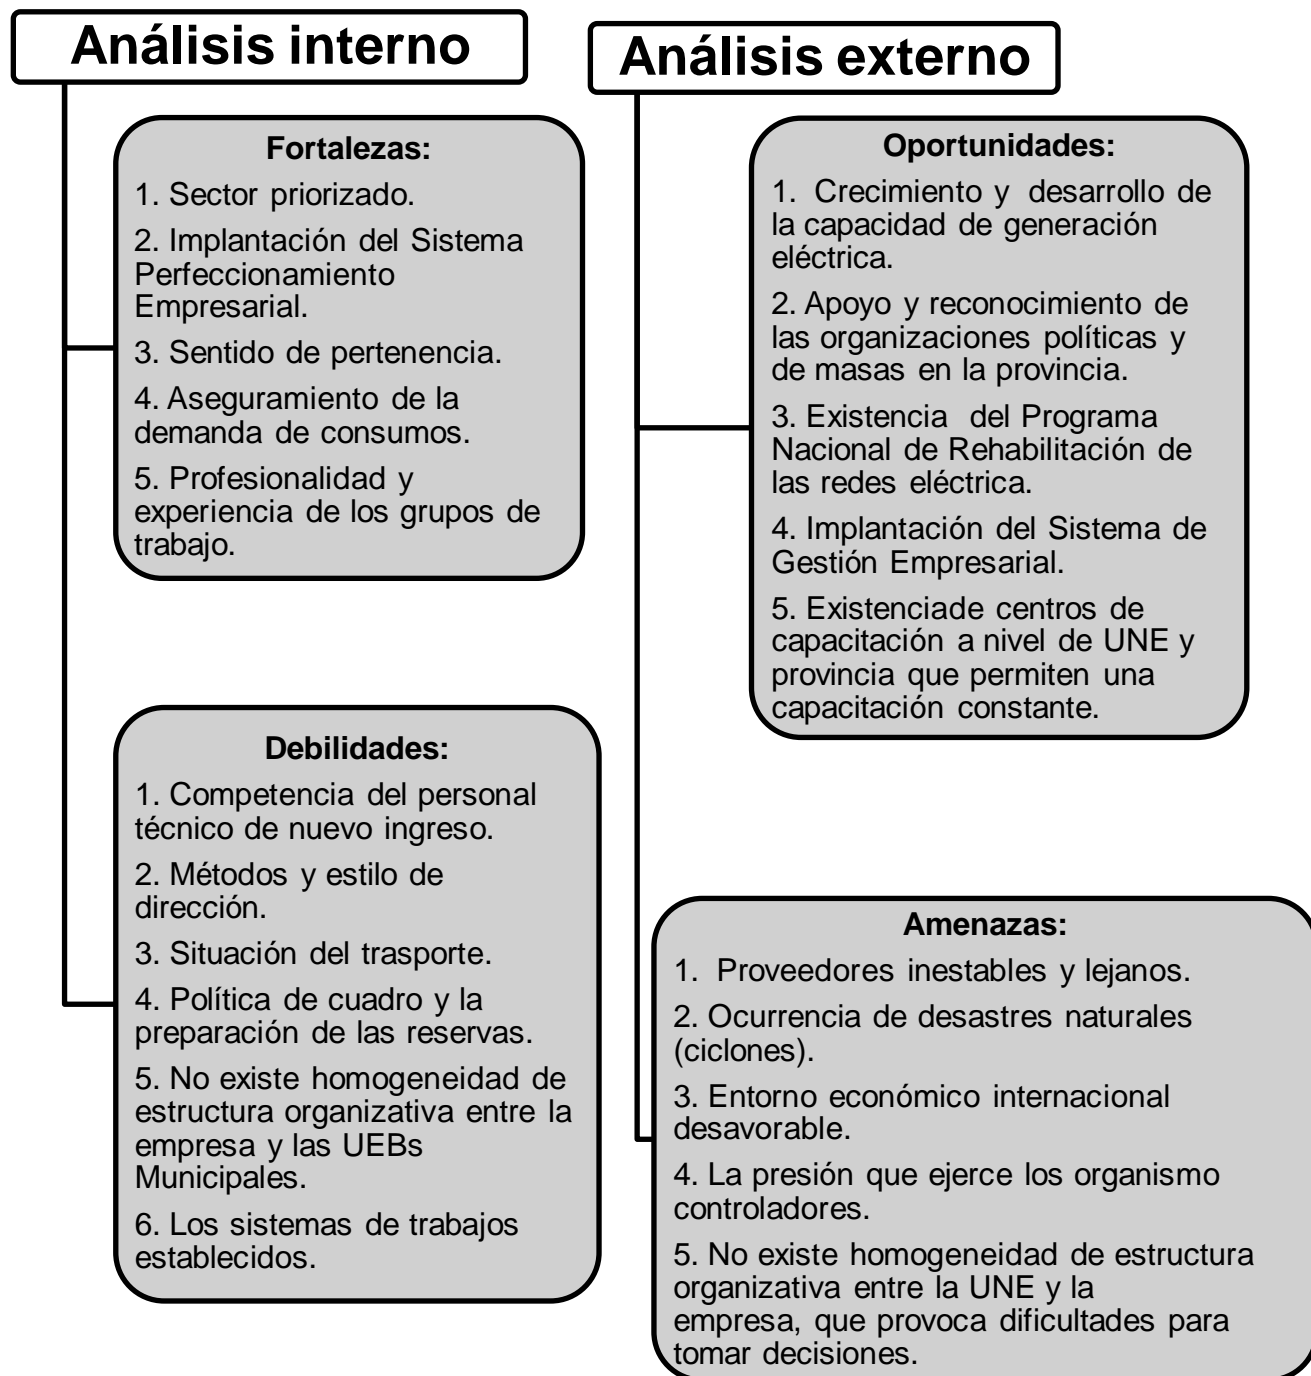 Análisis interno
Fortalezas:
1. Sector priorizado.
2. Implantación del Sistema
Perfeccionamiento
Empresarial.
3. Sentido de pertenencia.
4. Aseguramiento de la
demanda de consumos.
5. Profesionalidad y
experiencia de los grupos de
trabajo.
Debilidades:
1. Competencia del personal
técnico de nuevo ingreso.
2. Métodos y estilo de
dirección.
3. Situación del trasporte.
4. Política de cuadro y la
preparación de las reservas.
5. No existe homogeneidad de
estructura organizativa entre la
empresa y las UEBs
Municipales.
6. Los sistemas de trabajos
establecidos.
Análisis externo
Oportunidades:
1. Crecimiento y desarrollo de
la capacidad de generación
eléctrica.
2. Apoyo y reconocimiento de
las organizaciones políticas y
de masas en la provincia.
3. Existencia del Programa
Nacional de Rehabilitación de
las redes eléctrica.
4. Implantación del Sistema de
Gestión Empresarial.
5. Existenciade centros de
capacitación a nivel de UNE y
provincia que permiten una
capacitación constante.
Amenazas:
1. Proveedores inestables y lejanos.
2. Ocurrencia de desastres naturales
(ciclones).
3. Entorno económico internacional
desavorable.
4. La presión que ejerce los organismo
controladores.
5. No existe homogeneidad de estructura
organizativa entre la UNE y la
empresa, que provoca dificultades para
tomar decisiones.